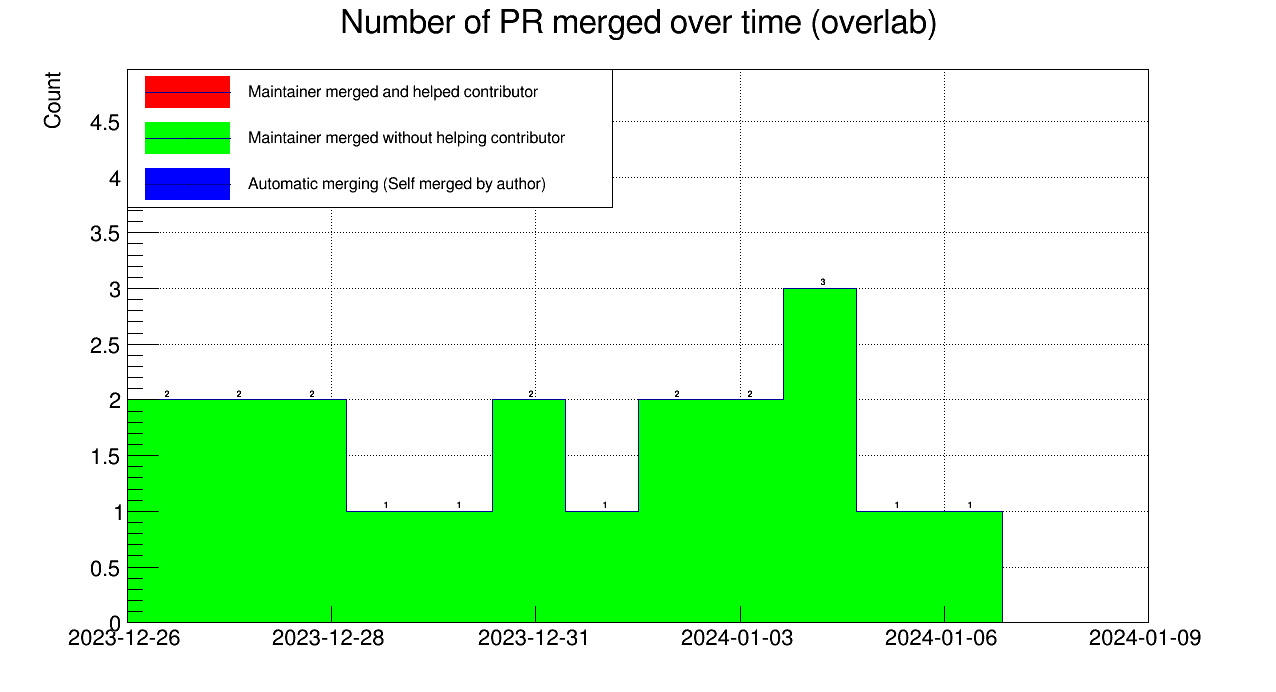 Number of PR merged over time (overlab)
Count
Maintainer merged and helped contributor
Maintainer merged without helping contributor
Automatic merging (Self merged by author)
4.5
4
3.5
3
2.5
2
1.5
1
0.5
0
2 2 2 1 1 2 1 2 2 3 1 1
2023-12-26 2023-12-28 2023-12-31 2024-01-03 2024-01-06 2024-01-09